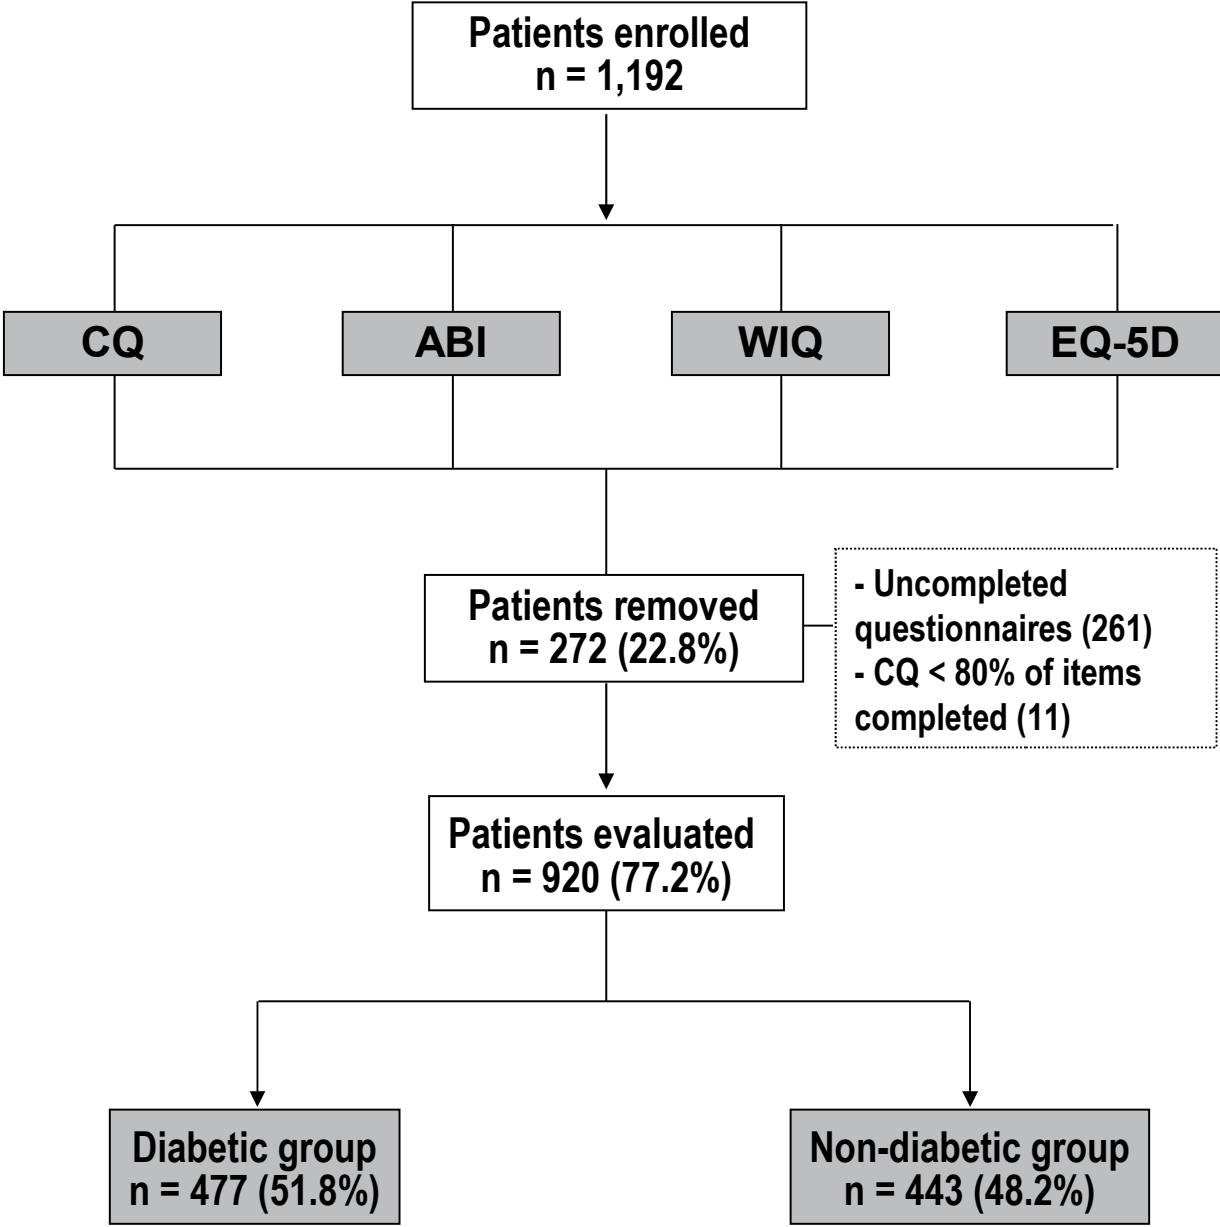 Patients enrolled
n = 1,192
CQ
ABI
WIQ
EQ-5D
Patients removed
n = 272 (22.8%)
- Uncompleted
questionnaires (261)
- CQ < 80% of items
completed (11)
Patients evaluated
n = 920 (77.2%)
Diabetic group
n = 477 (51.8%)
Non-diabetic group
n = 443 (48.2%)